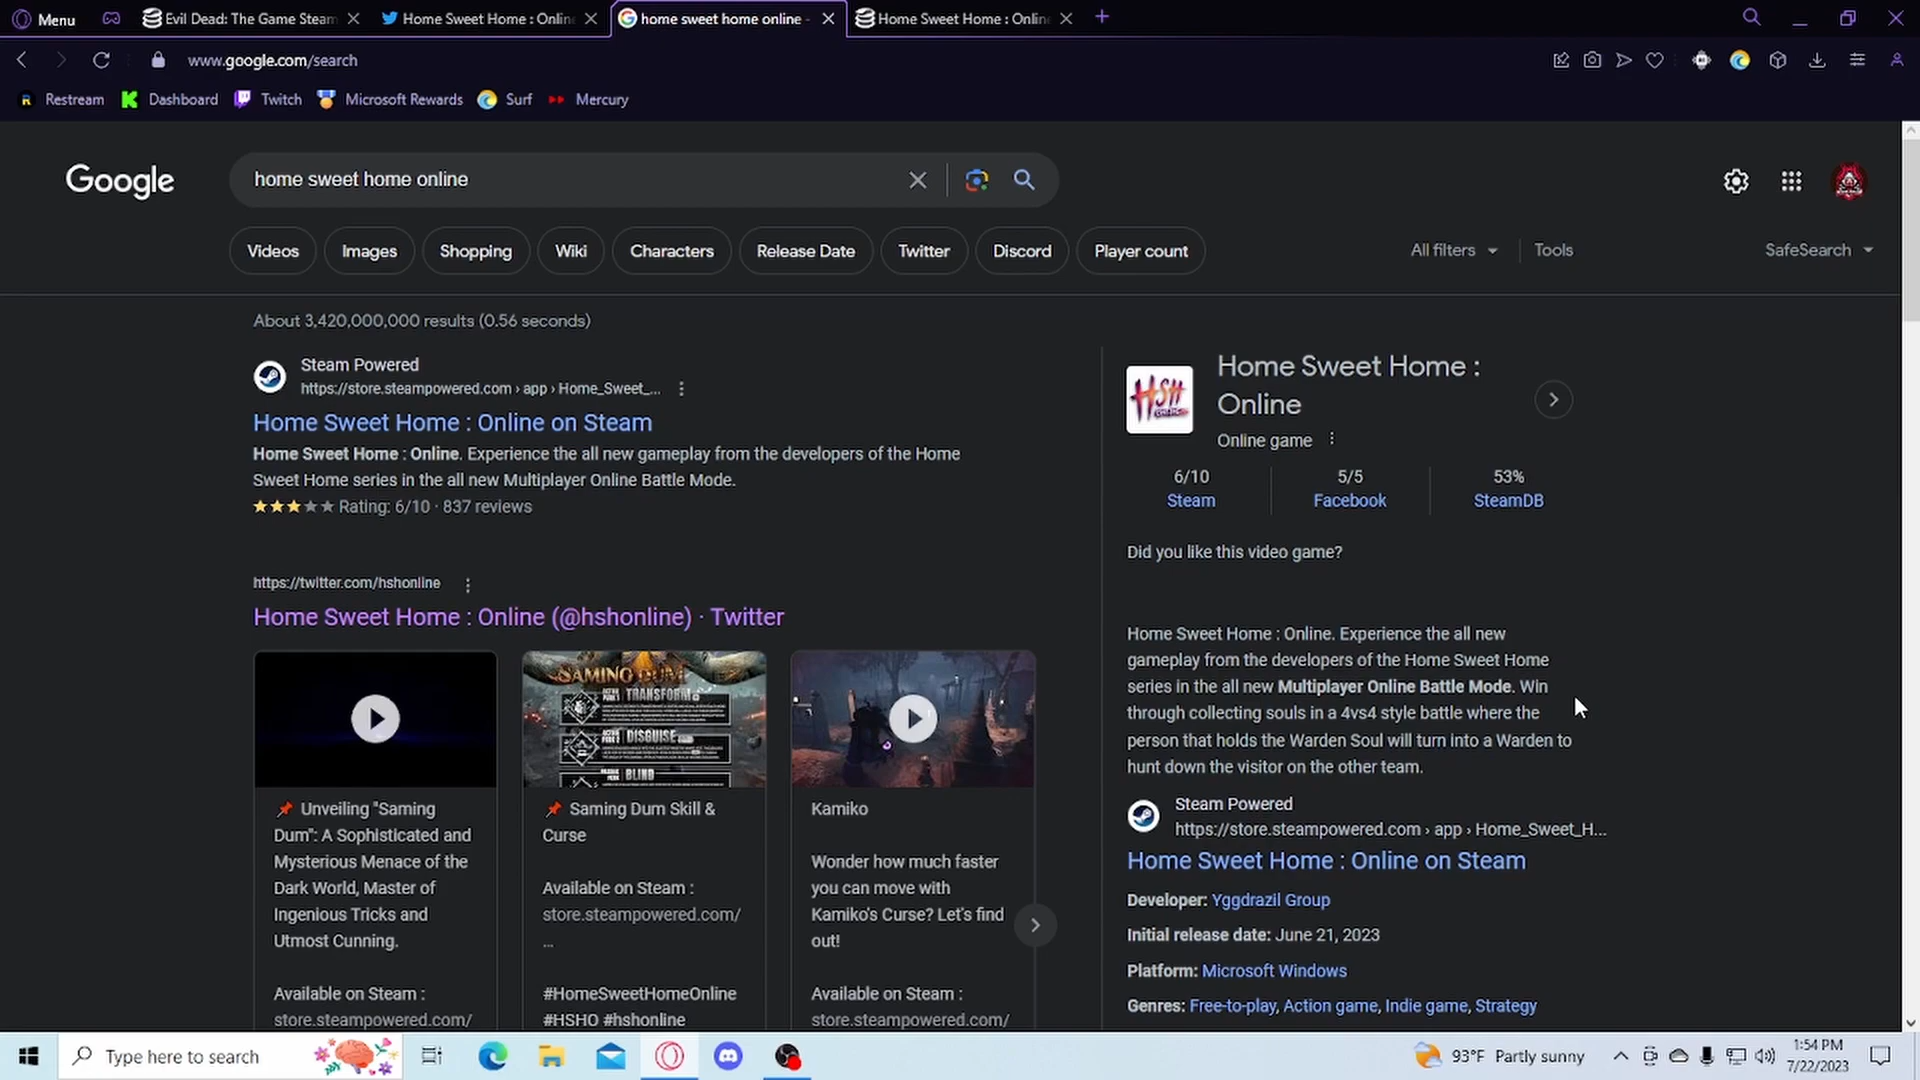 Menu
Evil Dead: The Game Steam
Home Sweet Home : Online
home sweet home online -
Home Sweet Home : Online
www.google.com/search
Restream
Dashboard
Twitch
Microsoft Rewards
Surf
Mercury
Google
home sweet home online
Videos
Images
Shopping
Wiki
Characters
Release Date
Twitter
Discord
Player count
All filters
Tools
SafeSearch
About 3,420,000,000 results (0.56 seconds)
Steam Powered
https://store.steampowered.com › app › Home_Sweet_...
Home Sweet Home : Online on Steam
Home Sweet Home : Online. Experience the all new gameplay from the developers of the Home
Sweet Home series in the all new Multiplayer Online Battle Mode.
Rating: 6/10 · 837 reviews
https://twitter.com/hshonline
Home Sweet Home : Online (@hshonline) · Twitter
SAMING DUM
TRANSFORM
DISGUISE
BLIND
Unveiling "Saming
Dum": A Sophisticated and
Mysterious Menace of the
Dark World, Master of
Ingenious Tricks and
Utmost Cunning.
Available on Steam :
store.steampowered.com/
Saming Dum Skill &
Curse
Available on Steam :
store.steampowered.com/
...
#HomeSweetHomeOnline
#HSHO #hshonline
Kamiko
Wonder how much faster
you can move with
Kamiko's Curse? Let's find
out!
Available on Steam :
store.steampowered.com/
HSH
ONLINE
Home Sweet Home :
Online
Online game
6/10
Steam
5/5
Facebook
53%
SteamDB
Did you like this video game?
Home Sweet Home : Online. Experience the all new
gameplay from the developers of the Home Sweet Home
series in the all new Multiplayer Online Battle Mode. Win
through collecting souls in a 4vs4 style battle where the
person that holds the Warden Soul will turn into a Warden to
hunt down the visitor on the other team.
Steam Powered
https://store.steampowered.com › app › Home_Sweet_H...
Home Sweet Home : Online on Steam
Developer: Yggdrazil Group
Initial release date: June 21, 2023
Platform: Microsoft Windows
Genres: Free-to-play, Action game, Indie game, Strategy
Type here to search
93°F Partly sunny
1:54 PM
7/22/2023